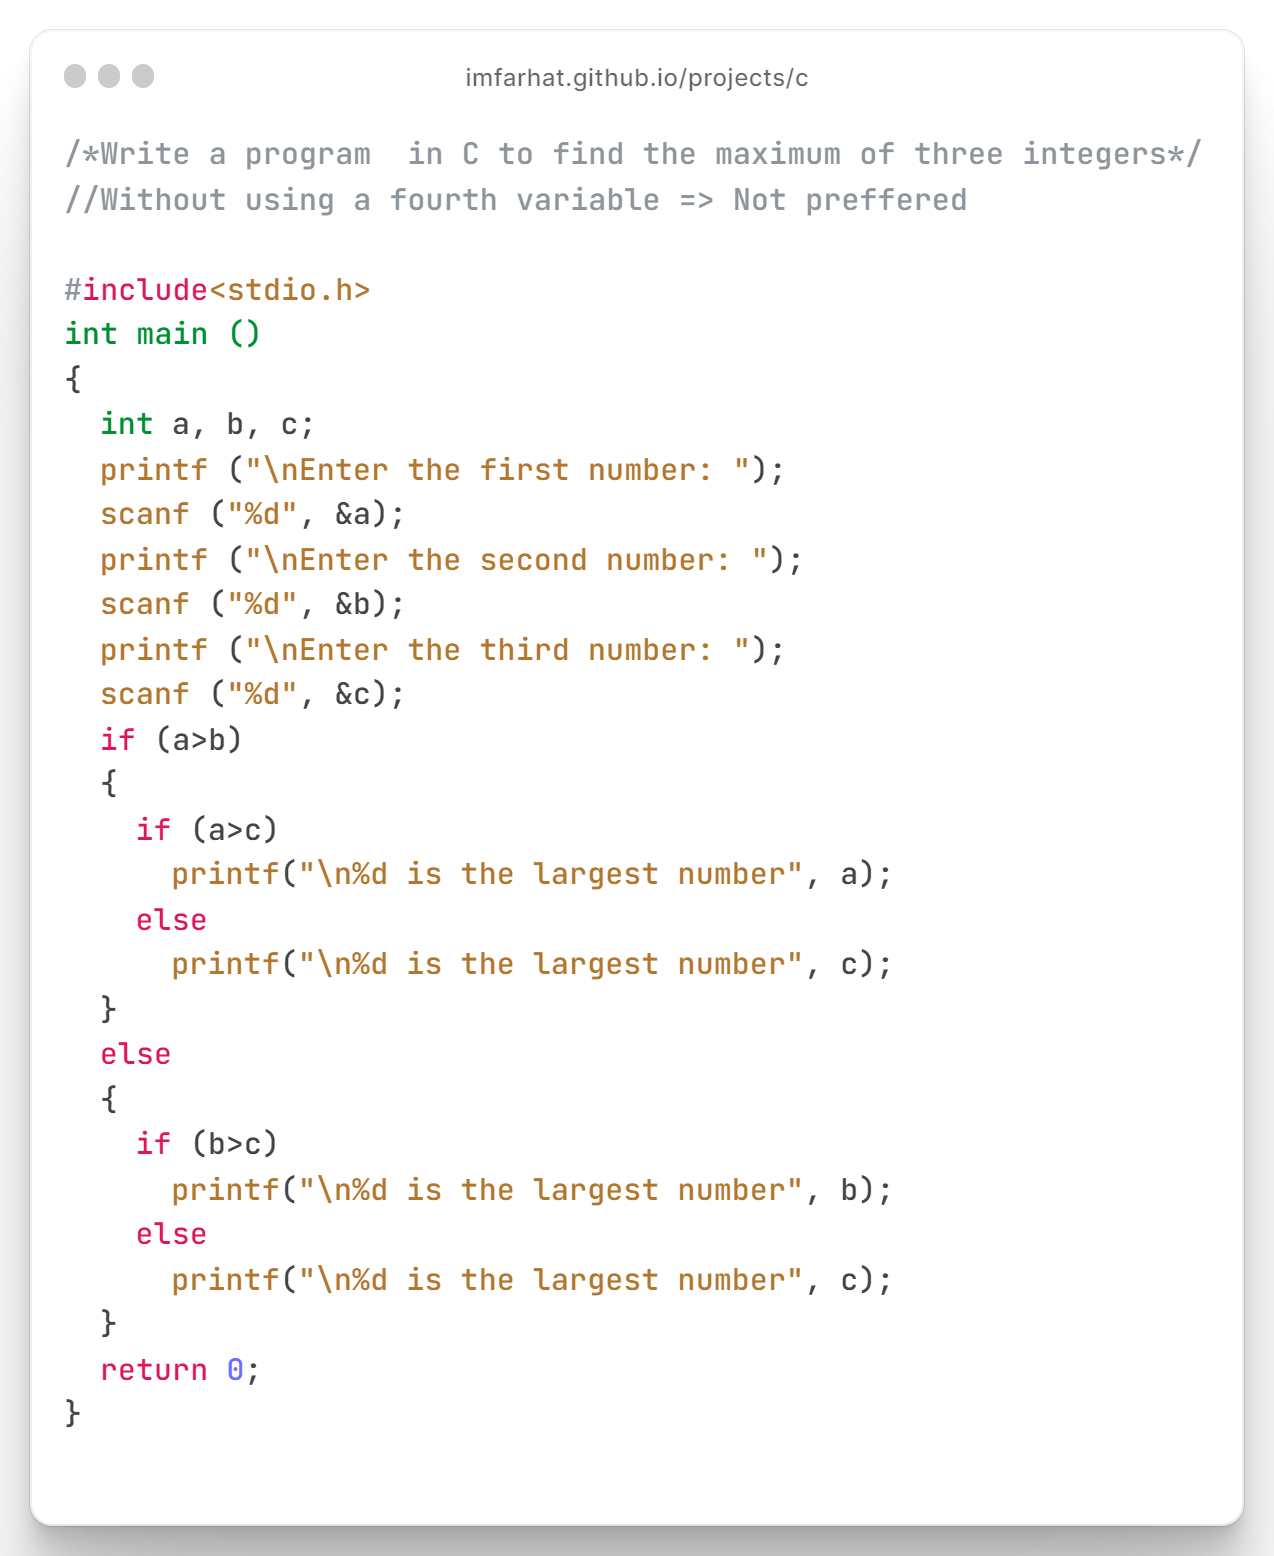 imfarhat.github.io/projects/c
/*Write a program  in C to find the maximum of three integers*/
//Without using a fourth variable => Not preffered

#include<stdio.h>
int main ()
{
  int a, b, c;
  printf ("\nEnter the first number: ");
  scanf ("%d", &a);
  printf ("\nEnter the second number: ");
  scanf ("%d", &b);
  printf ("\nEnter the third number: ");
  scanf ("%d", &c);
  if (a>b)
  {
    if (a>c)
      printf("\n%d is the largest number", a);
    else
      printf("\n%d is the largest number", c);
  }
  else
  {
    if (b>c)
      printf("\n%d is the largest number", b);
    else
      printf("\n%d is the largest number", c);
  }
  return 0;
}